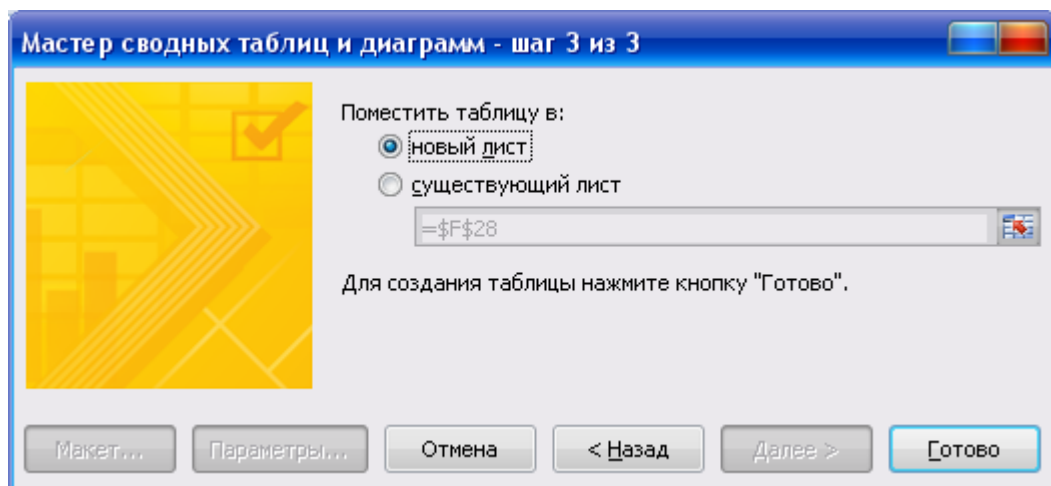 Мастер сводных таблиц и диаграмм - шаг 3 из 3
Поместить таблицу в:
новый лист
существующий лист
=$F$28
Для создания таблицы нажмите кнопку "Готово".
Макет... Параметры... Отмена < Назад Далее > Готово